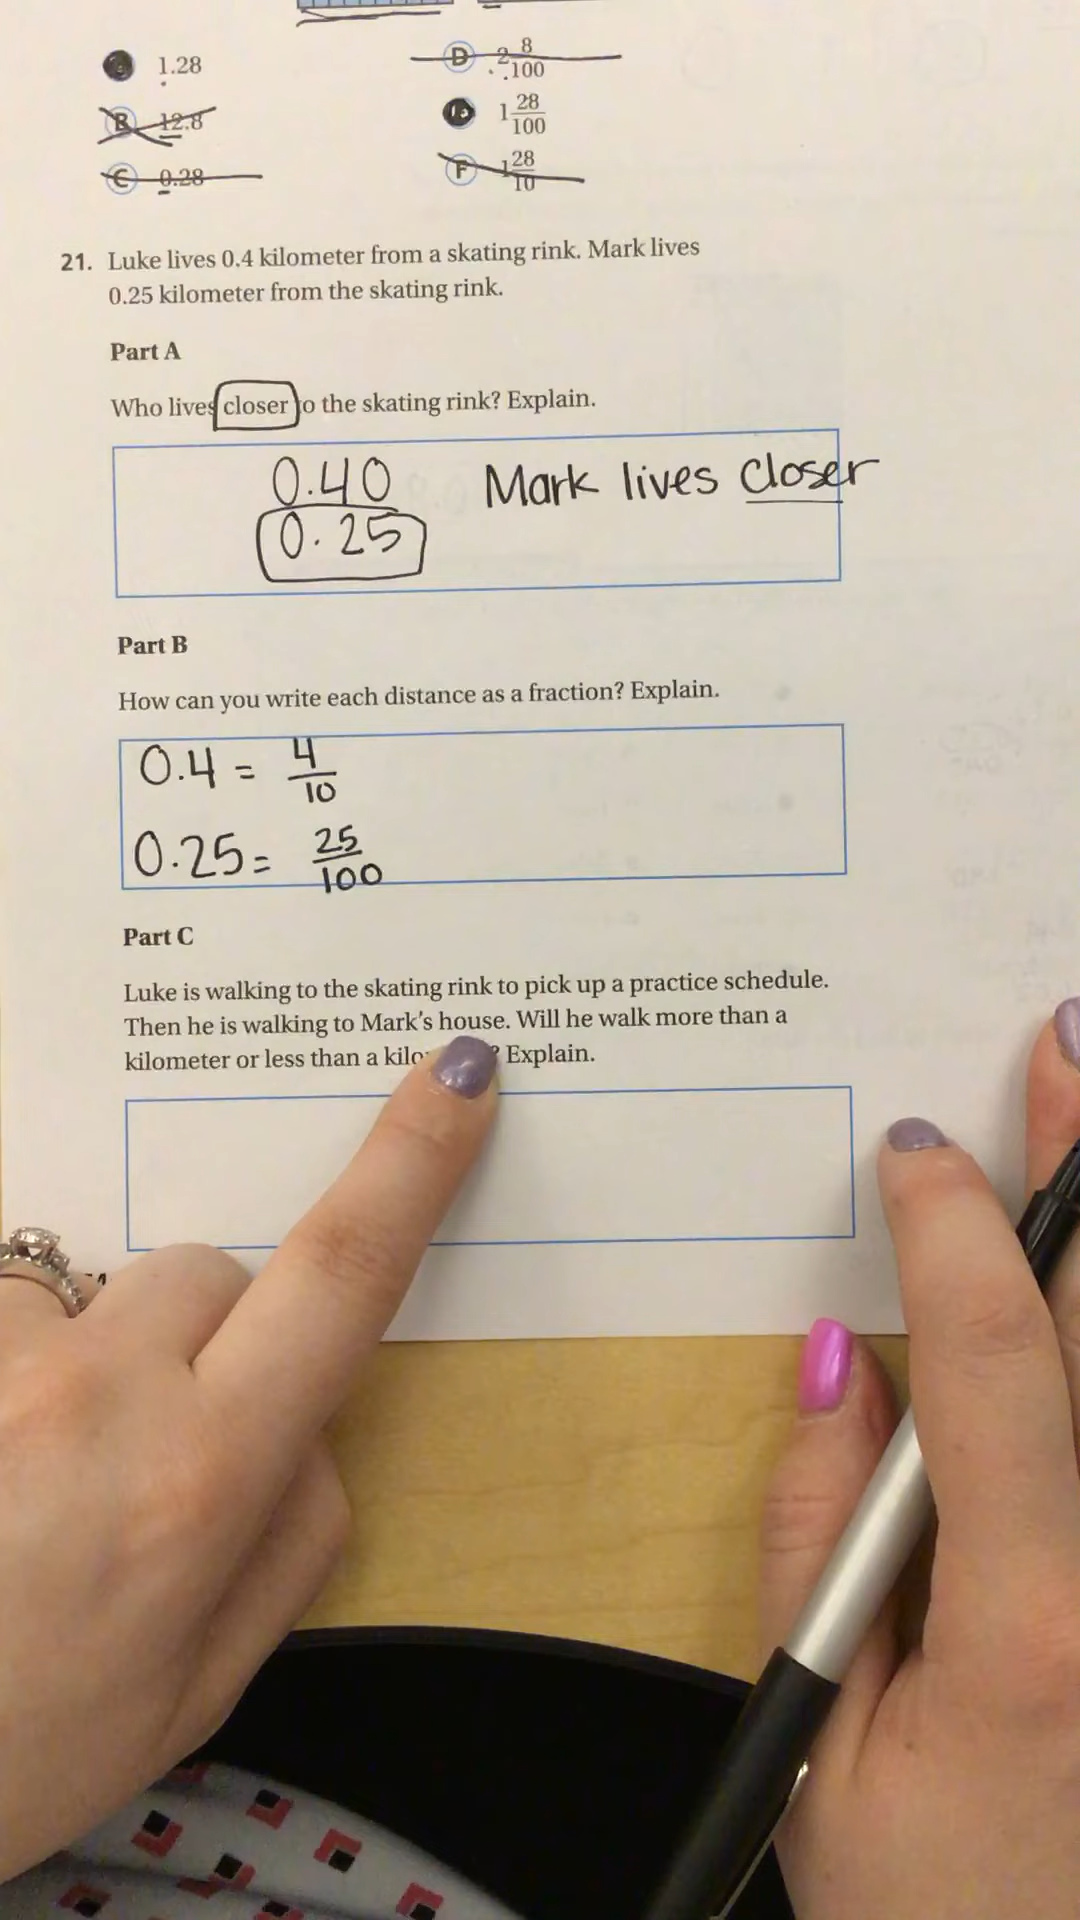 1.28
D 2 8/100
B 12.8
1 28/100
C 0.28
F 1 28/10
21. Luke lives 0.4 kilometer from a skating rink. Mark lives
0.25 kilometer from the skating rink.
Part A
Who lives closer to the skating rink? Explain.
0.40 Mark lives closer
0.25
Part B
How can you write each distance as a fraction? Explain.
0.4 = 4/10
0.25 = 25/100
Part C
Luke is walking to the skating rink to pick up a practice schedule.
Then he is walking to Mark's house. Will he walk more than a
kilometer or less than a ? Explain.